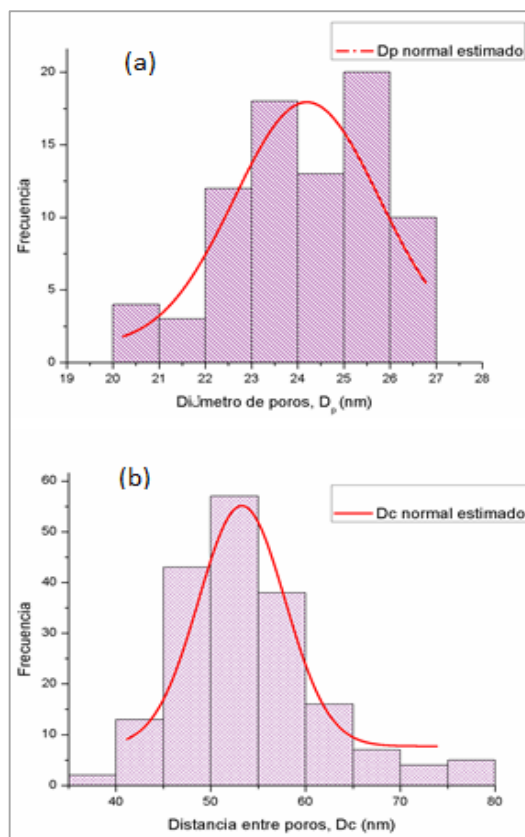 (a)
Dp normal estimado
20
15
10
5
0
Frecuencia
19 20 21 22 23 24 25 26 27 28
Diámetro de poros, Dp (nm)
(b)
Dc normal estimado
60
50
40
30
20
10
0
Frecuencia
40 50 60 70 80
Distancia entre poros, Dc (nm)